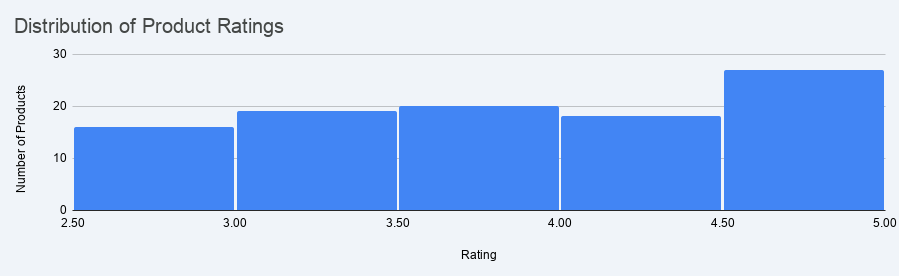 Distribution of Product Ratings
Number of Products
30
20
10
0
2.50 3.00 3.50 4.00 4.50 5.00
Rating